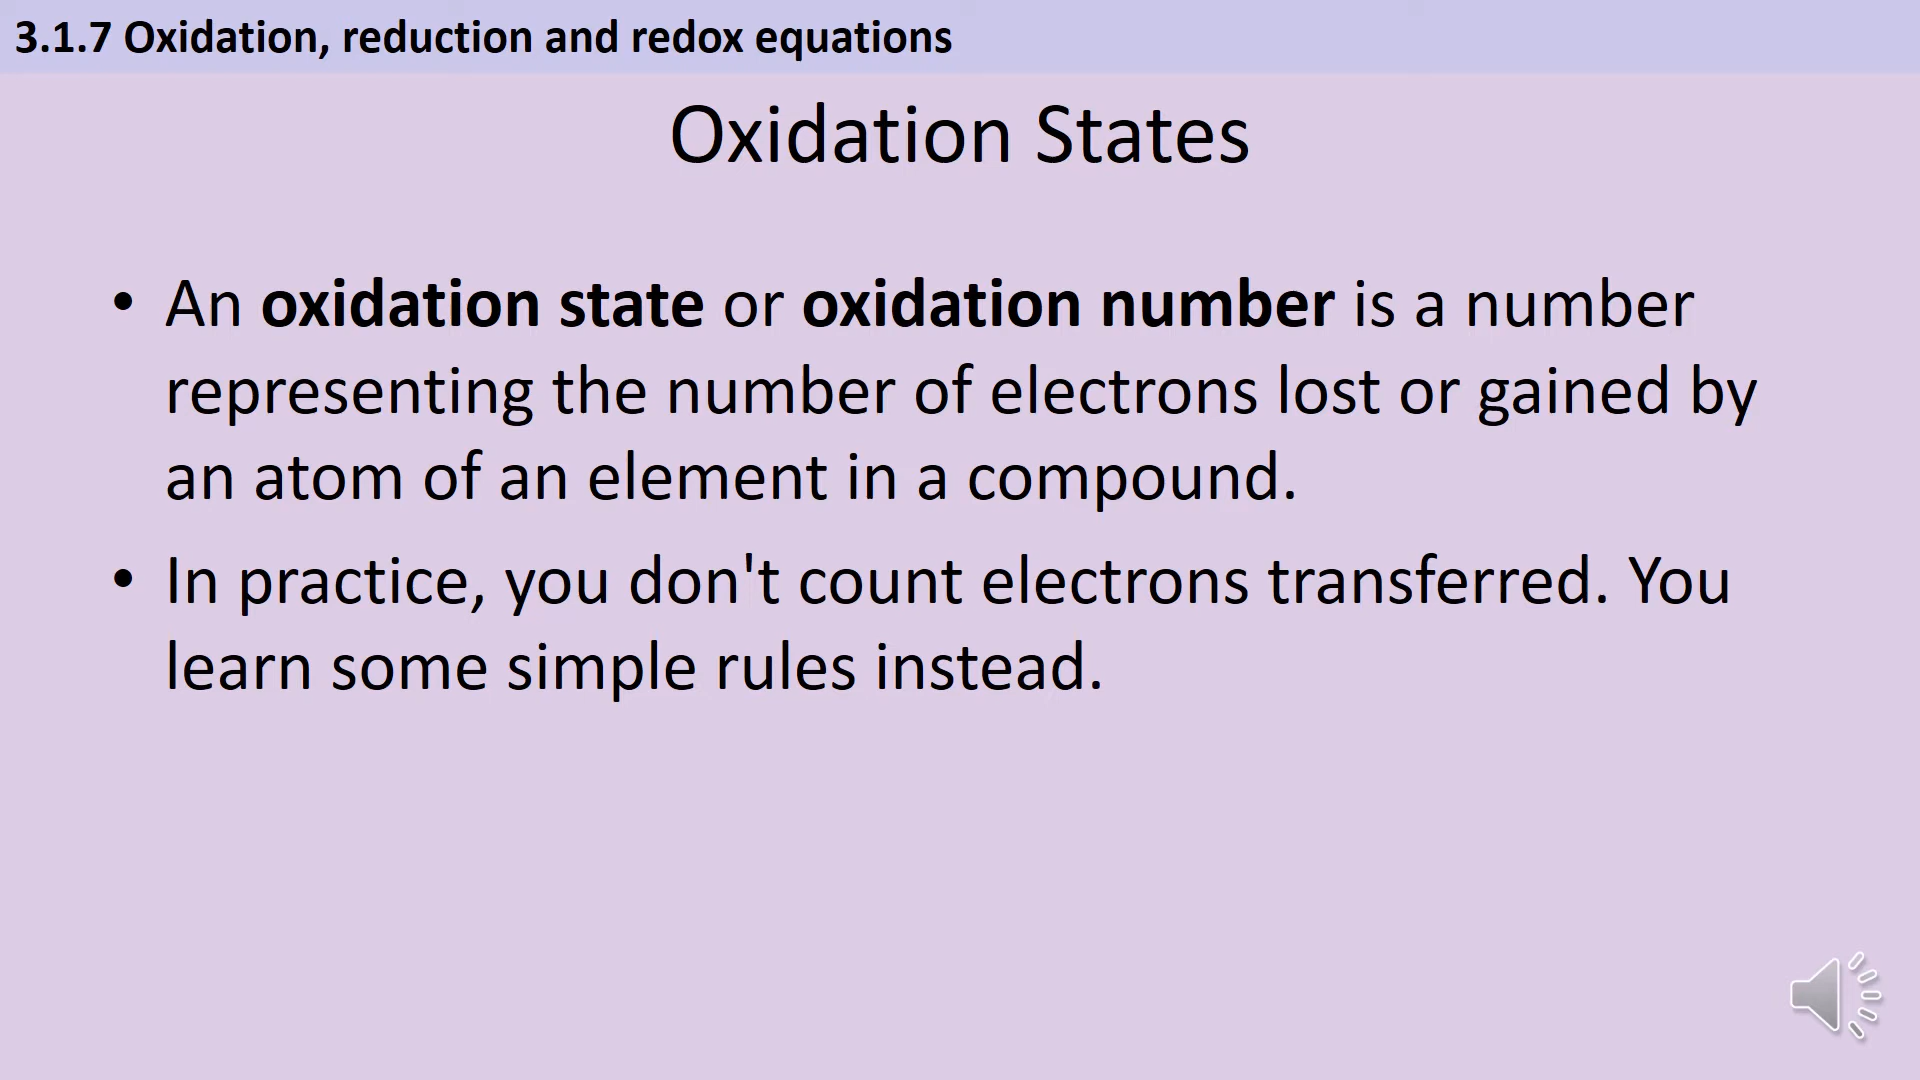 3.1.7 Oxidation, reduction and redox equations
Oxidation States
• An oxidation state or oxidation number is a number
representing the number of electrons lost or gained by
an atom of an element in a compound.
• In practice, you don't count electrons transferred. You
learn some simple rules instead.